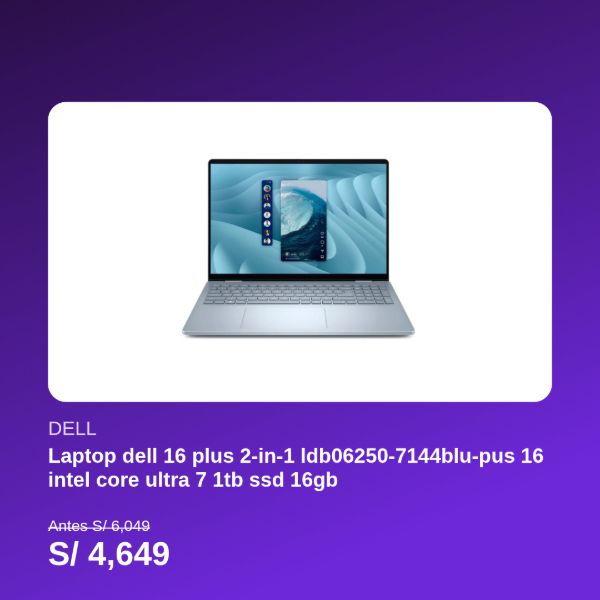 DELL
Laptop dell 16 plus 2-in-1 ldb06250-7144blu-pus 16
intel core ultra 7 1tb ssd 16gb
Antes S/ 6,049
S/ 4,649